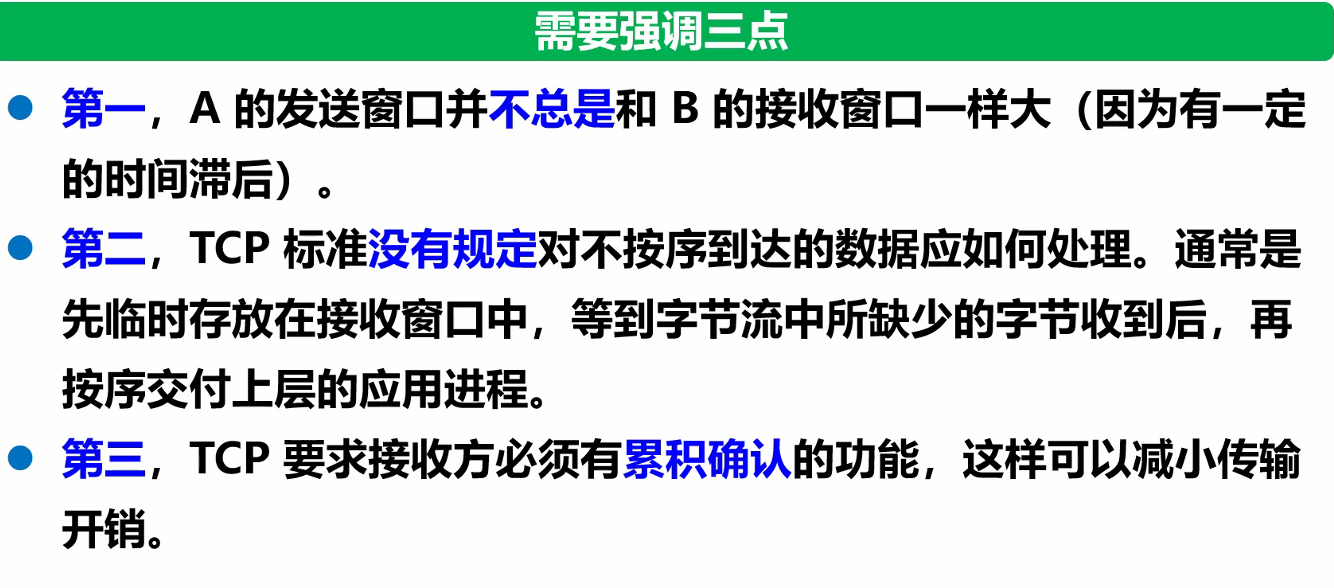 需要强调三点
● 第一，A 的发送窗口并不总是和 B 的接收窗口一样大（因为有一定
的时间滞后）。
● 第二，TCP 标准没有规定对不按序到达的数据应如何处理。通常是
先临时存放在接收窗口中，等到字节流中所缺少的字节收到后，再
按序交付上层的应用进程。
● 第三，TCP 要求接收方必须有累积确认的功能，这样可以减小传输
开销。